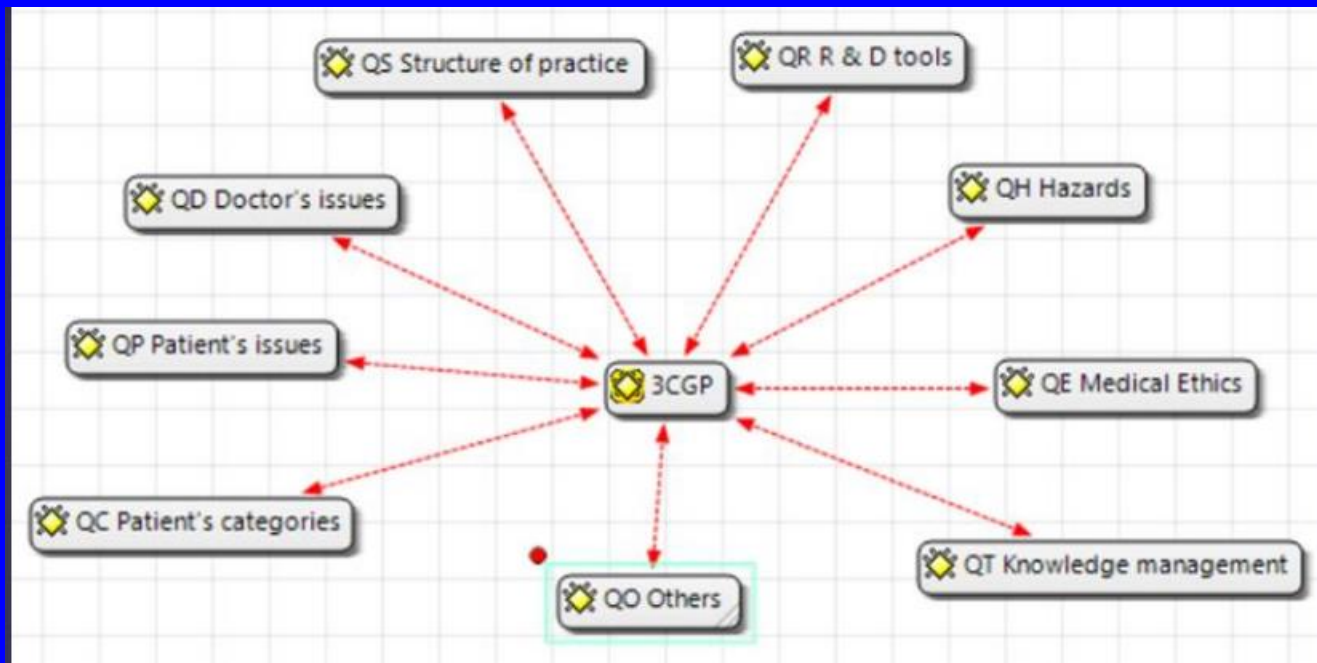 QS Structure of practice
QR R & D tools
QD Doctor's issues
QH Hazards
QP Patient's issues
3CGP
QE Medical Ethics
QC Patient's categories
QT Knowledge management
QO Others